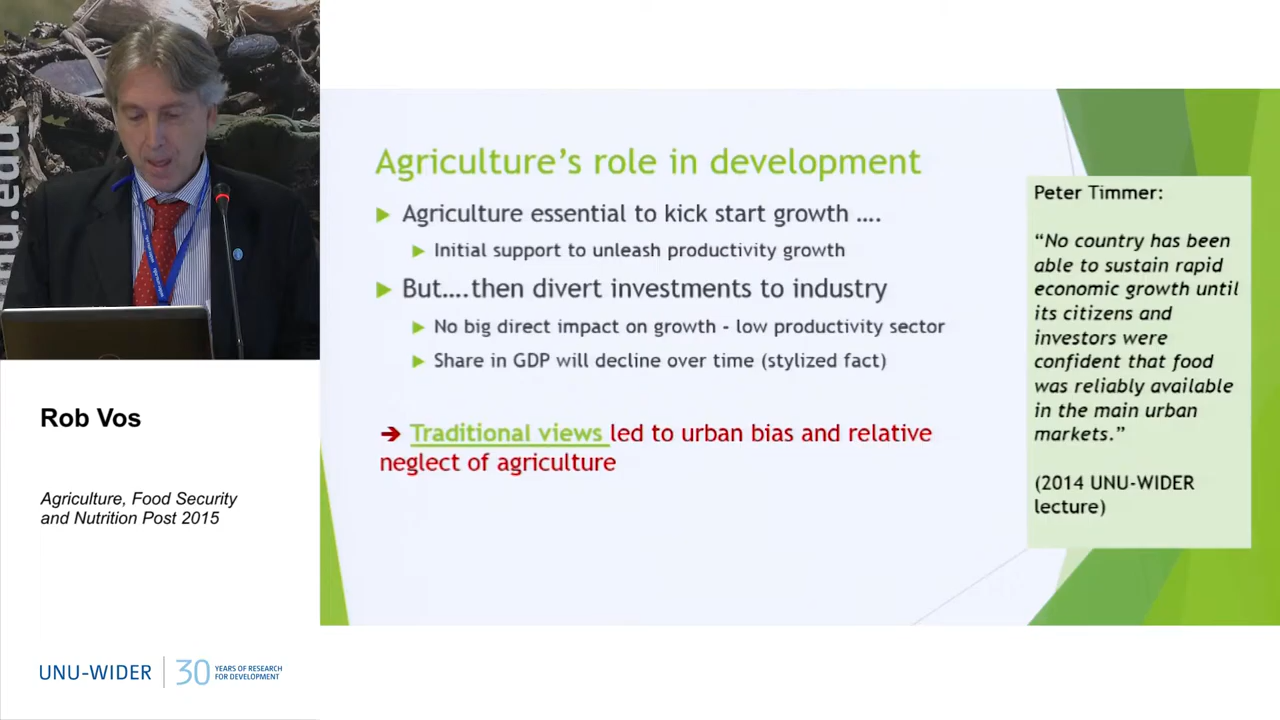 nu.edu
Agriculture's role in development
Agriculture essential to kick start growth ….
Initial support to unleash productivity growth
But….then divert investments to industry
No big direct impact on growth - low productivity sector
Share in GDP will decline over time (stylized fact)
➔ Traditional views led to urban bias and relative
neglect of agriculture
Peter Timmer:
“No country has been
able to sustain rapid
economic growth until
its citizens and
investors were
confident that food
was reliably available
in the main urban
markets.”
(2014 UNU-WIDER
lecture)
Rob Vos
Agriculture, Food Security
and Nutrition Post 2015
UNU-WIDER
30 YEARS OF RESEARCH
FOR DEVELOPMENT